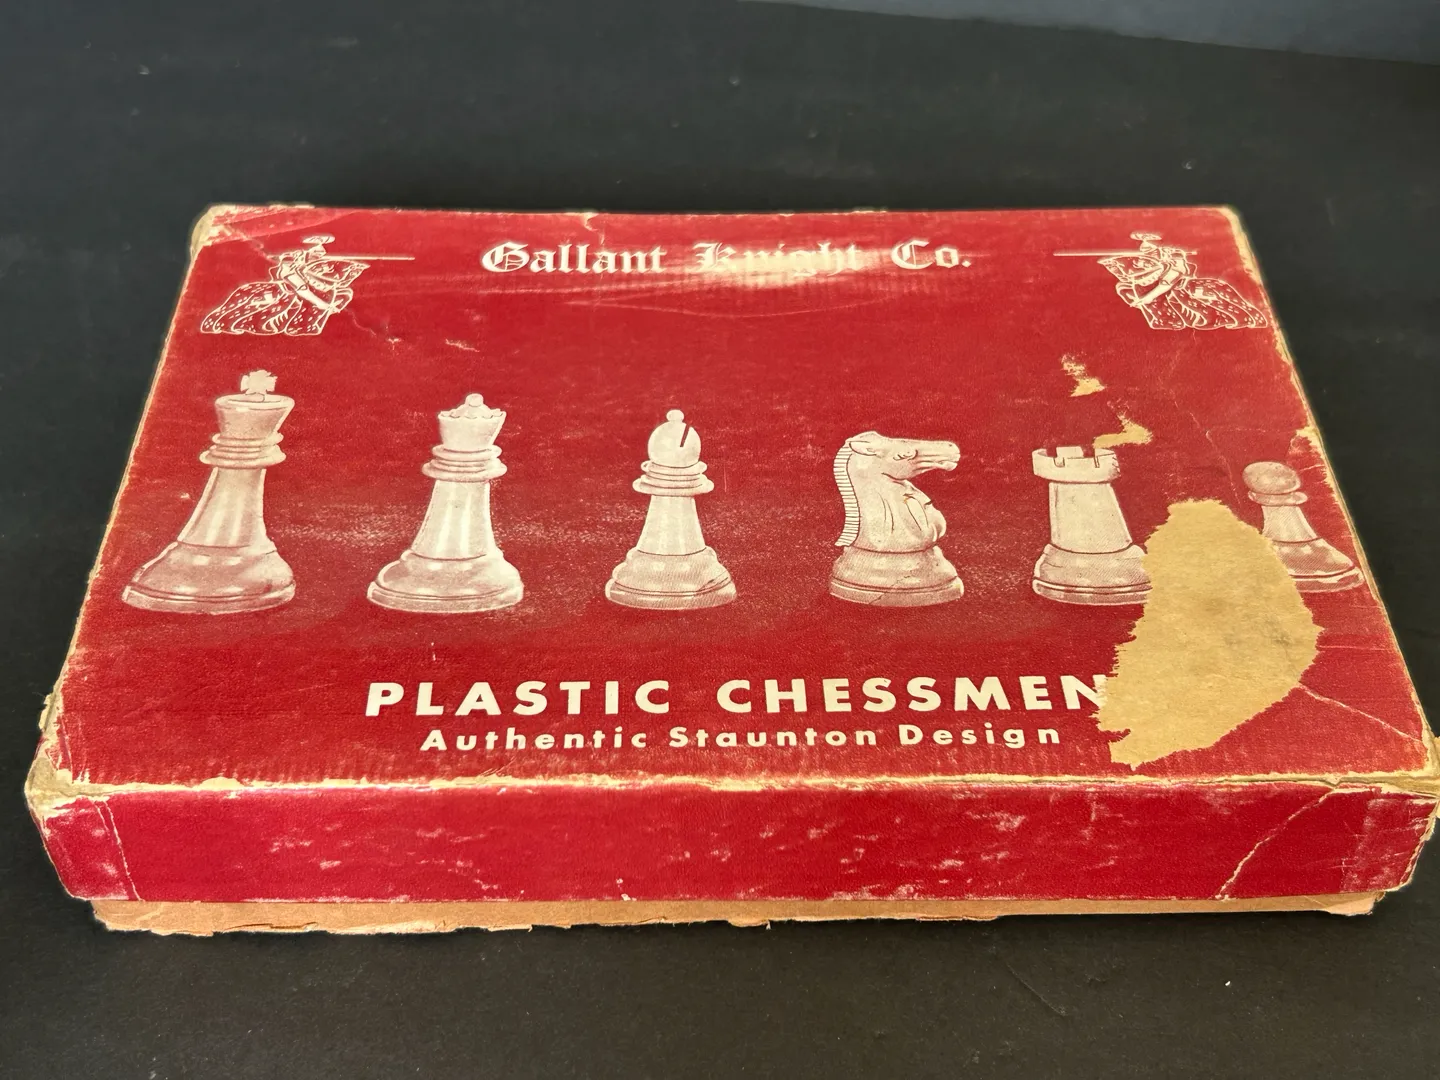 Gallant Knight Co.
PLASTIC CHESSMEN
Authentic Staunton Design